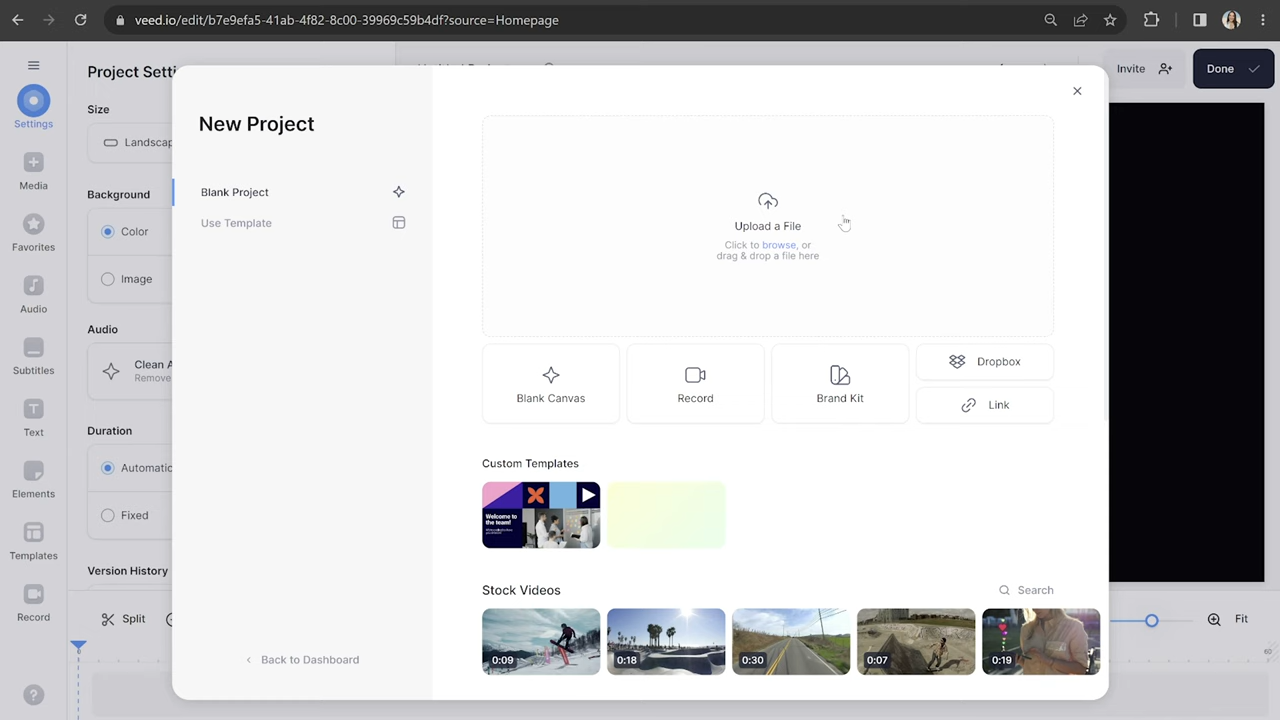 veed.io/edit/b7e9efa5-41ab-4f82-8c00-39969c59b4df?source=Homepage
Project Setti
Invite
Done
Settings
Media
Favorites
Audio
Subtitles
Text
Elements
Templates
Record
Size
Landscap
Background
Color
Image
Audio
Clean A
Remove
Duration
Automatic
Fixed
Version History
Split
New Project
Blank Project
Use Template
Back to Dashboard
Upload a File
Click to browse, or
drag & drop a file here
Blank Canvas
Record
Brand Kit
Dropbox
Link
Custom Templates
Welcome to
the team!
Stock Videos
Search
0:09
0:18
0:30
0:07
0:19
Fit
60